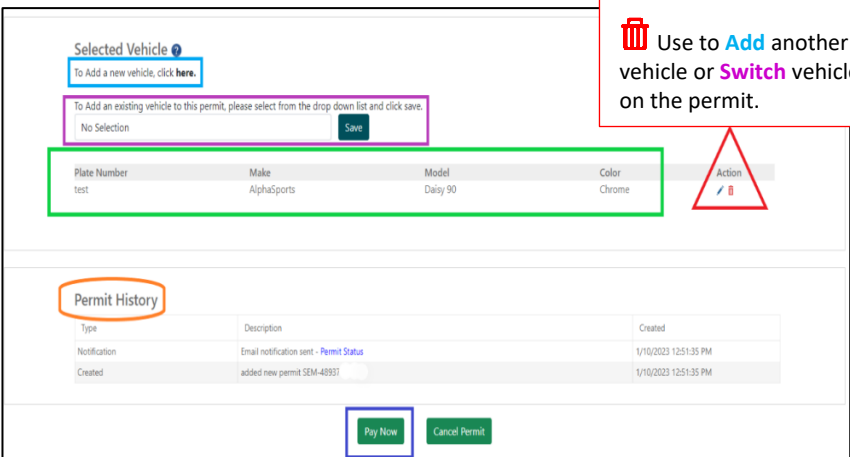 Selected Vehicle ?
To Add a new vehicle, click here.
To Add an existing vehicle to this permit, please select from the drop down list and click save.
No Selection
Save
Use to Add another
vehicle or Switch vehicle
on the permit.
Plate Number Make Model Color Action
test AlphaSports Daisy 90 Chrome
Permit History
Type Description Created
Notification Email notification sent - Permit Status 1/10/2023 12:51:35 PM
Created added new permit SEM-48937 1/10/2023 12:51:35 PM
Pay Now Cancel Permit